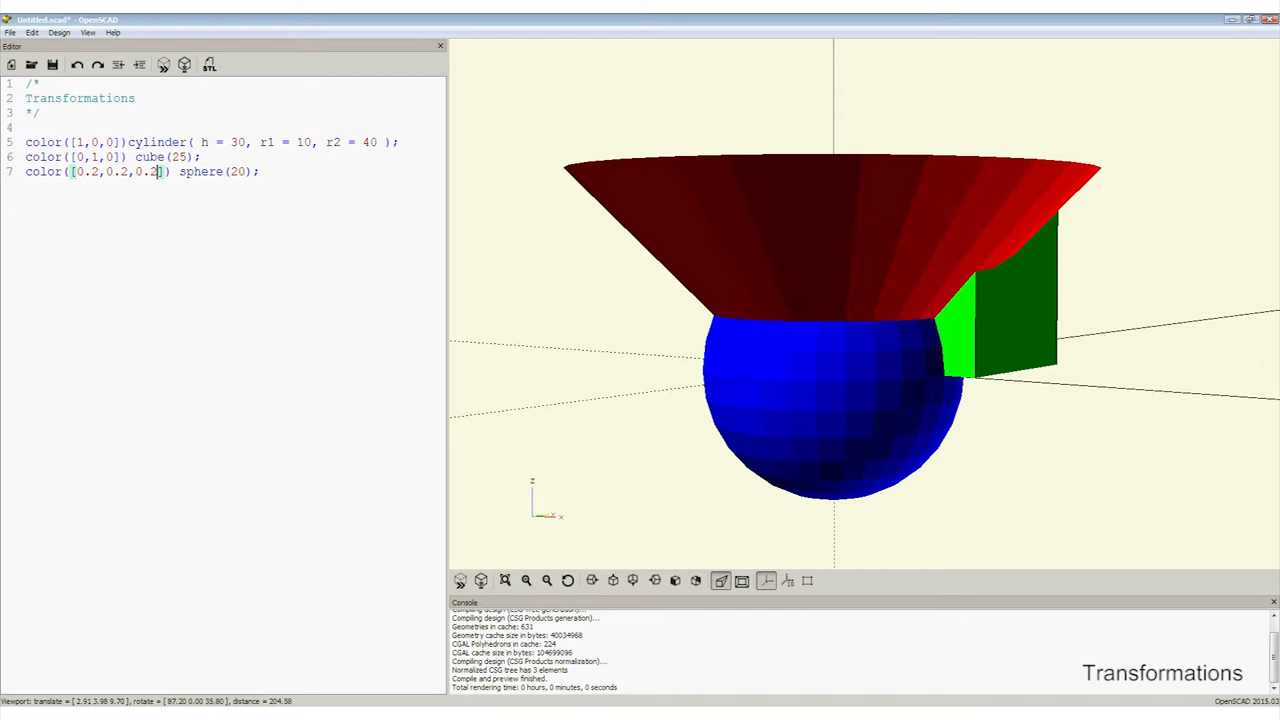 Untitled.scad* - OpenSCAD
File Edit Design View Help
Editor
STL
1 /*
2 Transformations
3 */
4
5 color([1,0,0])cylinder( h = 30, r1 = 10, r2 = 40 );
6 color([0,1,0]) cube(25);
7 color([0.2,0.2,0.2]) sphere(20);
z
x
Console
Compiling design (CSG Products generation)...
Geometries in cache: 631
Geometry cache size in bytes: 40034968
CGAL Polyhedrons in cache: 224
CGAL cache size in bytes: 104699096
Compiling design (CSG Products normalization)...
Normalized CSG tree has 3 elements
Compile and preview finished.
Total rendering time: 0 hours, 0 minutes, 0 seconds
Transformations
Viewport: translate = [ 2.91 3.98 9.70 ], rotate = [ 87.20 0.00 35.80 ], distance = 204.58
OpenSCAD 2015.03